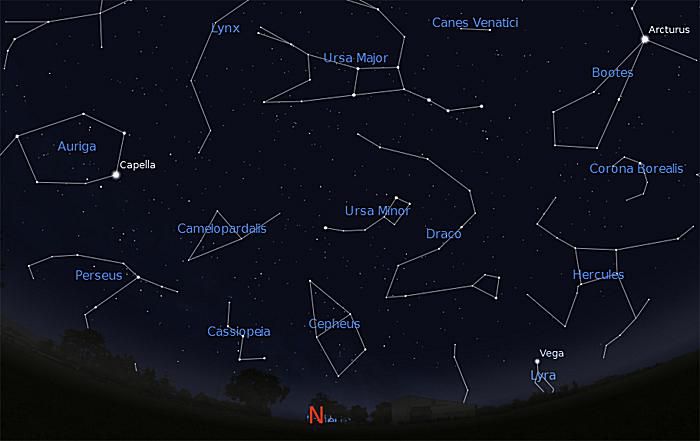 Canes Venatici
Lynx
Arcturus
Ursa Major
Bootes
Auriga
Capella
Corona Borealis
Ursa Minor
Camelopardalis
Draco
Perseus
Hercules
Cassiopeia
Cepheus
Vega
Lyra
N